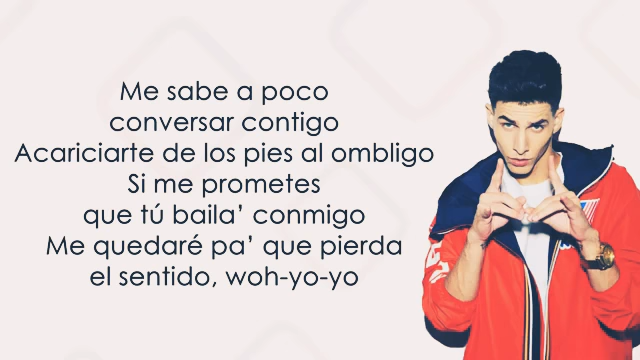 Me sabe a poco
conversar contigo
Acariciarte de los pies al ombligo
Si me prometes
que tú baila’ conmigo
Me quedaré pa’ que pierda
el sentido, woh-yo-yo